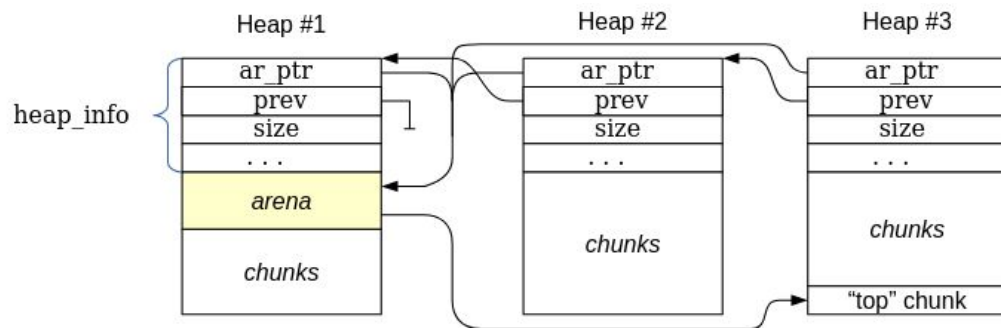 Heap #1
heap_info
ar_ptr
prev
size
. . .
arena
chunks
Heap #2
ar_ptr
prev
size
. . .
chunks
Heap #3
ar_ptr
prev
size
. . .
chunks
“top” chunk